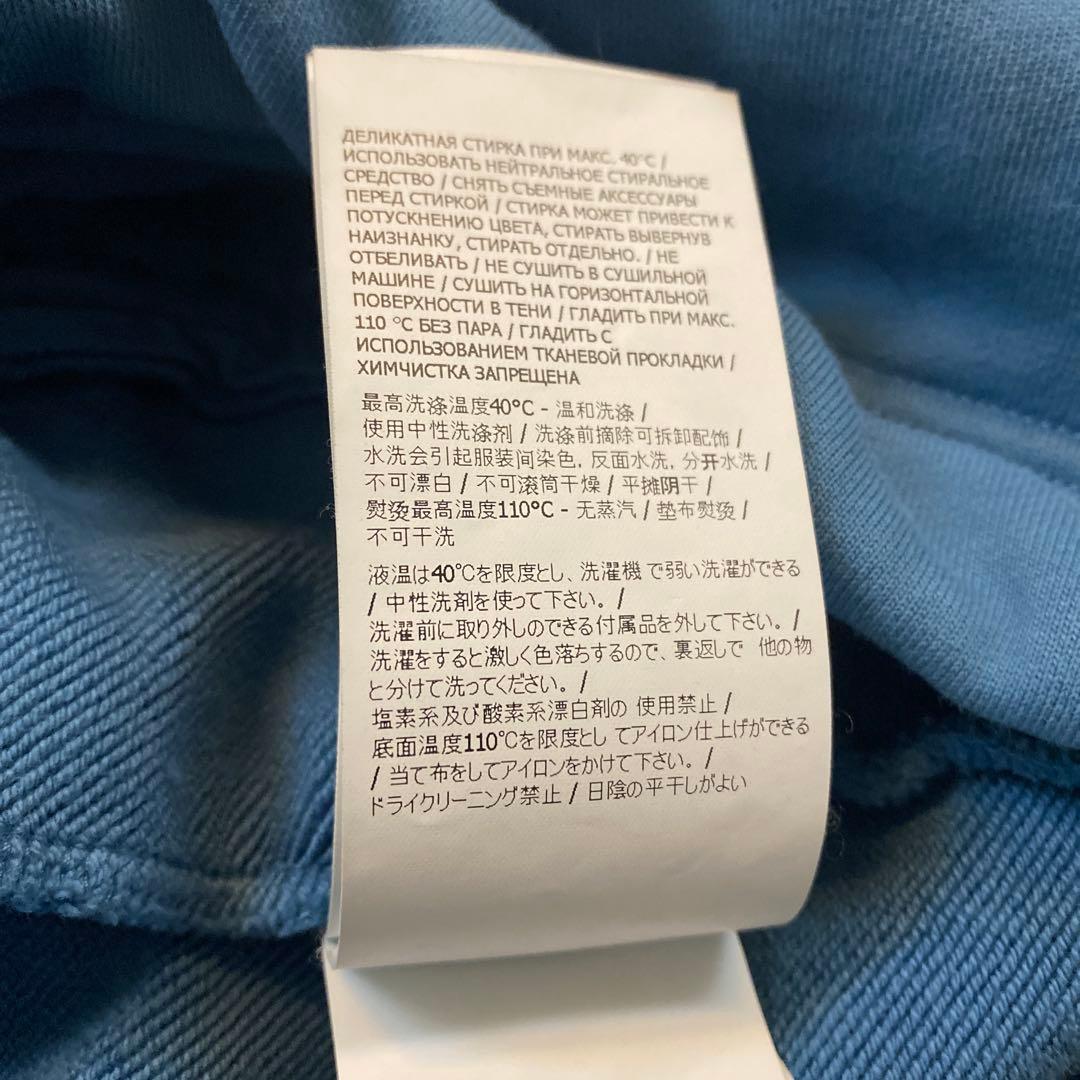 ДЕЛИКАТНАЯ СТИРКА ПРИ МАКС. 40°C /
ИСПОЛЬЗОВАТЬ НЕЙТРАЛЬНОЕ СТИРАЛЬНОЕ
СРЕДСТВО / СНЯТЬ СЪЕМНЫЕ АКСЕССУАРЫ
ПЕРЕД СТИРКОЙ / СТИРКА МОЖЕТ ПРИВЕСТИ К
ПОТУСКНЕНИЮ ЦВЕТА, СТИРАТЬ ВЫВЕРНУВ
НАИЗНАНКУ, СТИРАТЬ ОТДЕЛЬНО. / НЕ
ОТБЕЛИВАТЬ / НЕ СУШИТЬ В СУШИЛЬНОЙ
МАШИНЕ / СУШИТЬ НА ГОРИЗОНТАЛЬНОЙ
ПОВЕРХНОСТИ В ТЕНИ / ГЛАДИТЬ ПРИ МАКС.
110 °C БЕЗ ПАРА / ГЛАДИТЬ С
ИСПОЛЬЗОВАНИЕМ ТКАНЕВОЙ ПРОКЛАДКИ /
ХИМЧИСТКА ЗАПРЕЩЕНА
最高洗涤温度40°C - 温和洗涤 /
使用中性洗涤剂 / 洗涤前摘除可拆卸配饰 /
水洗会引起服装间染色, 反面水洗, 分开水洗 /
不可漂白 / 不可滚筒干燥 / 平摊阴干 /
熨烫最高温度110°C - 无蒸汽 / 垫布熨烫 /
不可干洗
液温は40℃を限度とし、洗濯機 で弱い洗濯ができる
/ 中性洗剤を使って下さい。 /
洗濯前に取り外しのできる付属品を外して下さい。 /
洗濯をすると激しく色落ちするので、裏返しで 他の物
と分けて洗ってください。 /
塩素系及び酸素系漂白剤の 使用禁止 /
底面温度110℃を限度とし てアイロン仕上げができる
/ 当て布をしてアイロンをかけて下さい。 /
ドライクリーニング禁止 / 日陰の平干しがよい